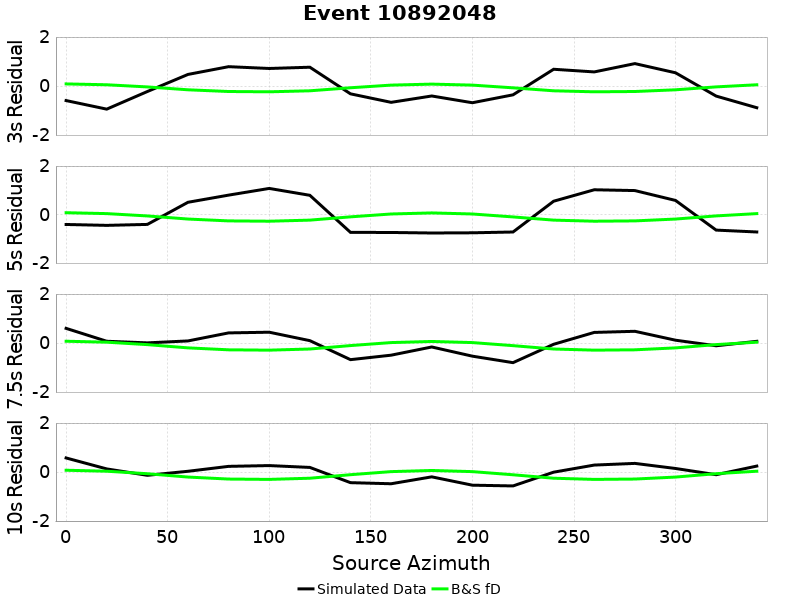 Event 10892048
3s Residual
2
0
-2
5s Residual
2
0
-2
7.5s Residual
2
0
-2
10s Residual
2
0
-2
0 50 100 150 200 250 300
Source Azimuth
Simulated Data B&S fD